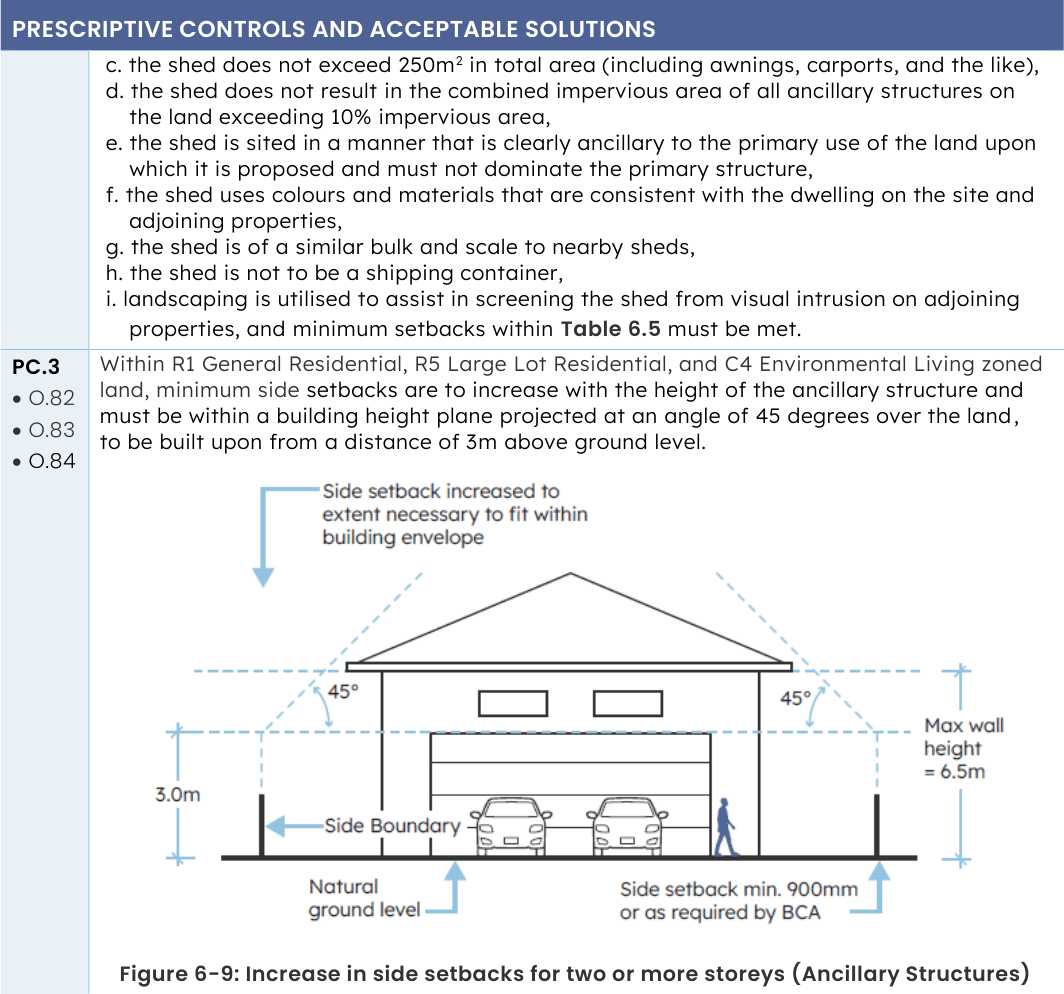 PRESCRIPTIVE CONTROLS AND ACCEPTABLE SOLUTIONS
c. the shed does not exceed 250m² in total area (including awnings, carports, and the like),
d. the shed does not result in the combined impervious area of all ancillary structures on
the land exceeding 10% impervious area,
e. the shed is sited in a manner that is clearly ancillary to the primary use of the land upon
which it is proposed and must not dominate the primary structure,
f. the shed uses colours and materials that are consistent with the dwelling on the site and
adjoining properties,
g. the shed is of a similar bulk and scale to nearby sheds,
h. the shed is not to be a shipping container,
i. landscaping is utilised to assist in screening the shed from visual intrusion on adjoining
properties, and minimum setbacks within Table 6.5 must be met.
PC.3
• O.82
• O.83
• O.84
Within R1 General Residential, R5 Large Lot Residential, and C4 Environmental Living zoned
land, minimum side setbacks are to increase with the height of the ancillary structure and
must be within a building height plane projected at an angle of 45 degrees over the land,
to be built upon from a distance of 3m above ground level.
Side setback increased to
extent necessary to fit within
building envelope
45°
45°
Max wall
height
= 6.5m
3.0m
Side Boundary
Natural
ground level
Side setback min. 900mm
or as required by BCA
Figure 6-9: Increase in side setbacks for two or more storeys (Ancillary Structures)